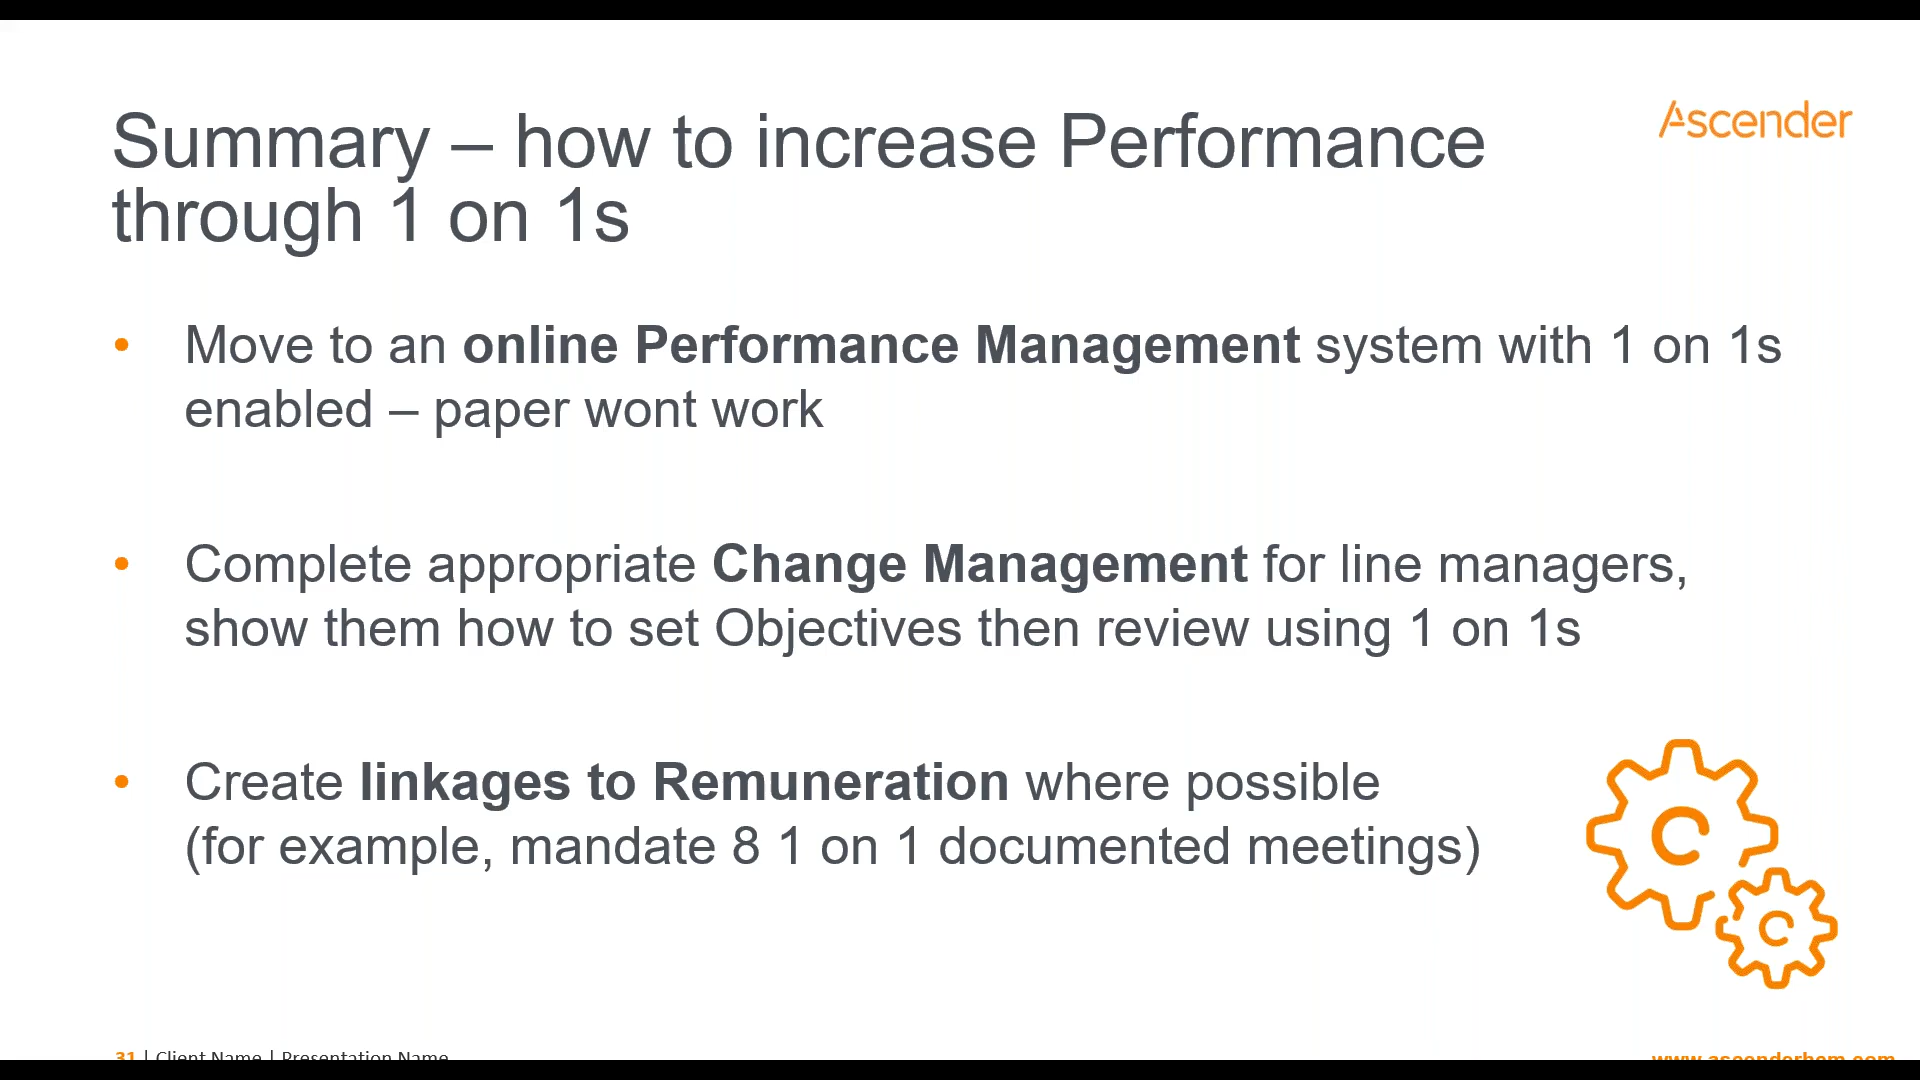 Summary – how to increase Performance
through 1 on 1s
Ascender
• Move to an online Performance Management system with 1 on 1s
enabled – paper wont work
• Complete appropriate Change Management for line managers,
show them how to set Objectives then review using 1 on 1s
• Create linkages to Remuneration where possible
(for example, mandate 8 1 on 1 documented meetings)
31 | Client Name | Presentation Name
www.ascenderhcm.com